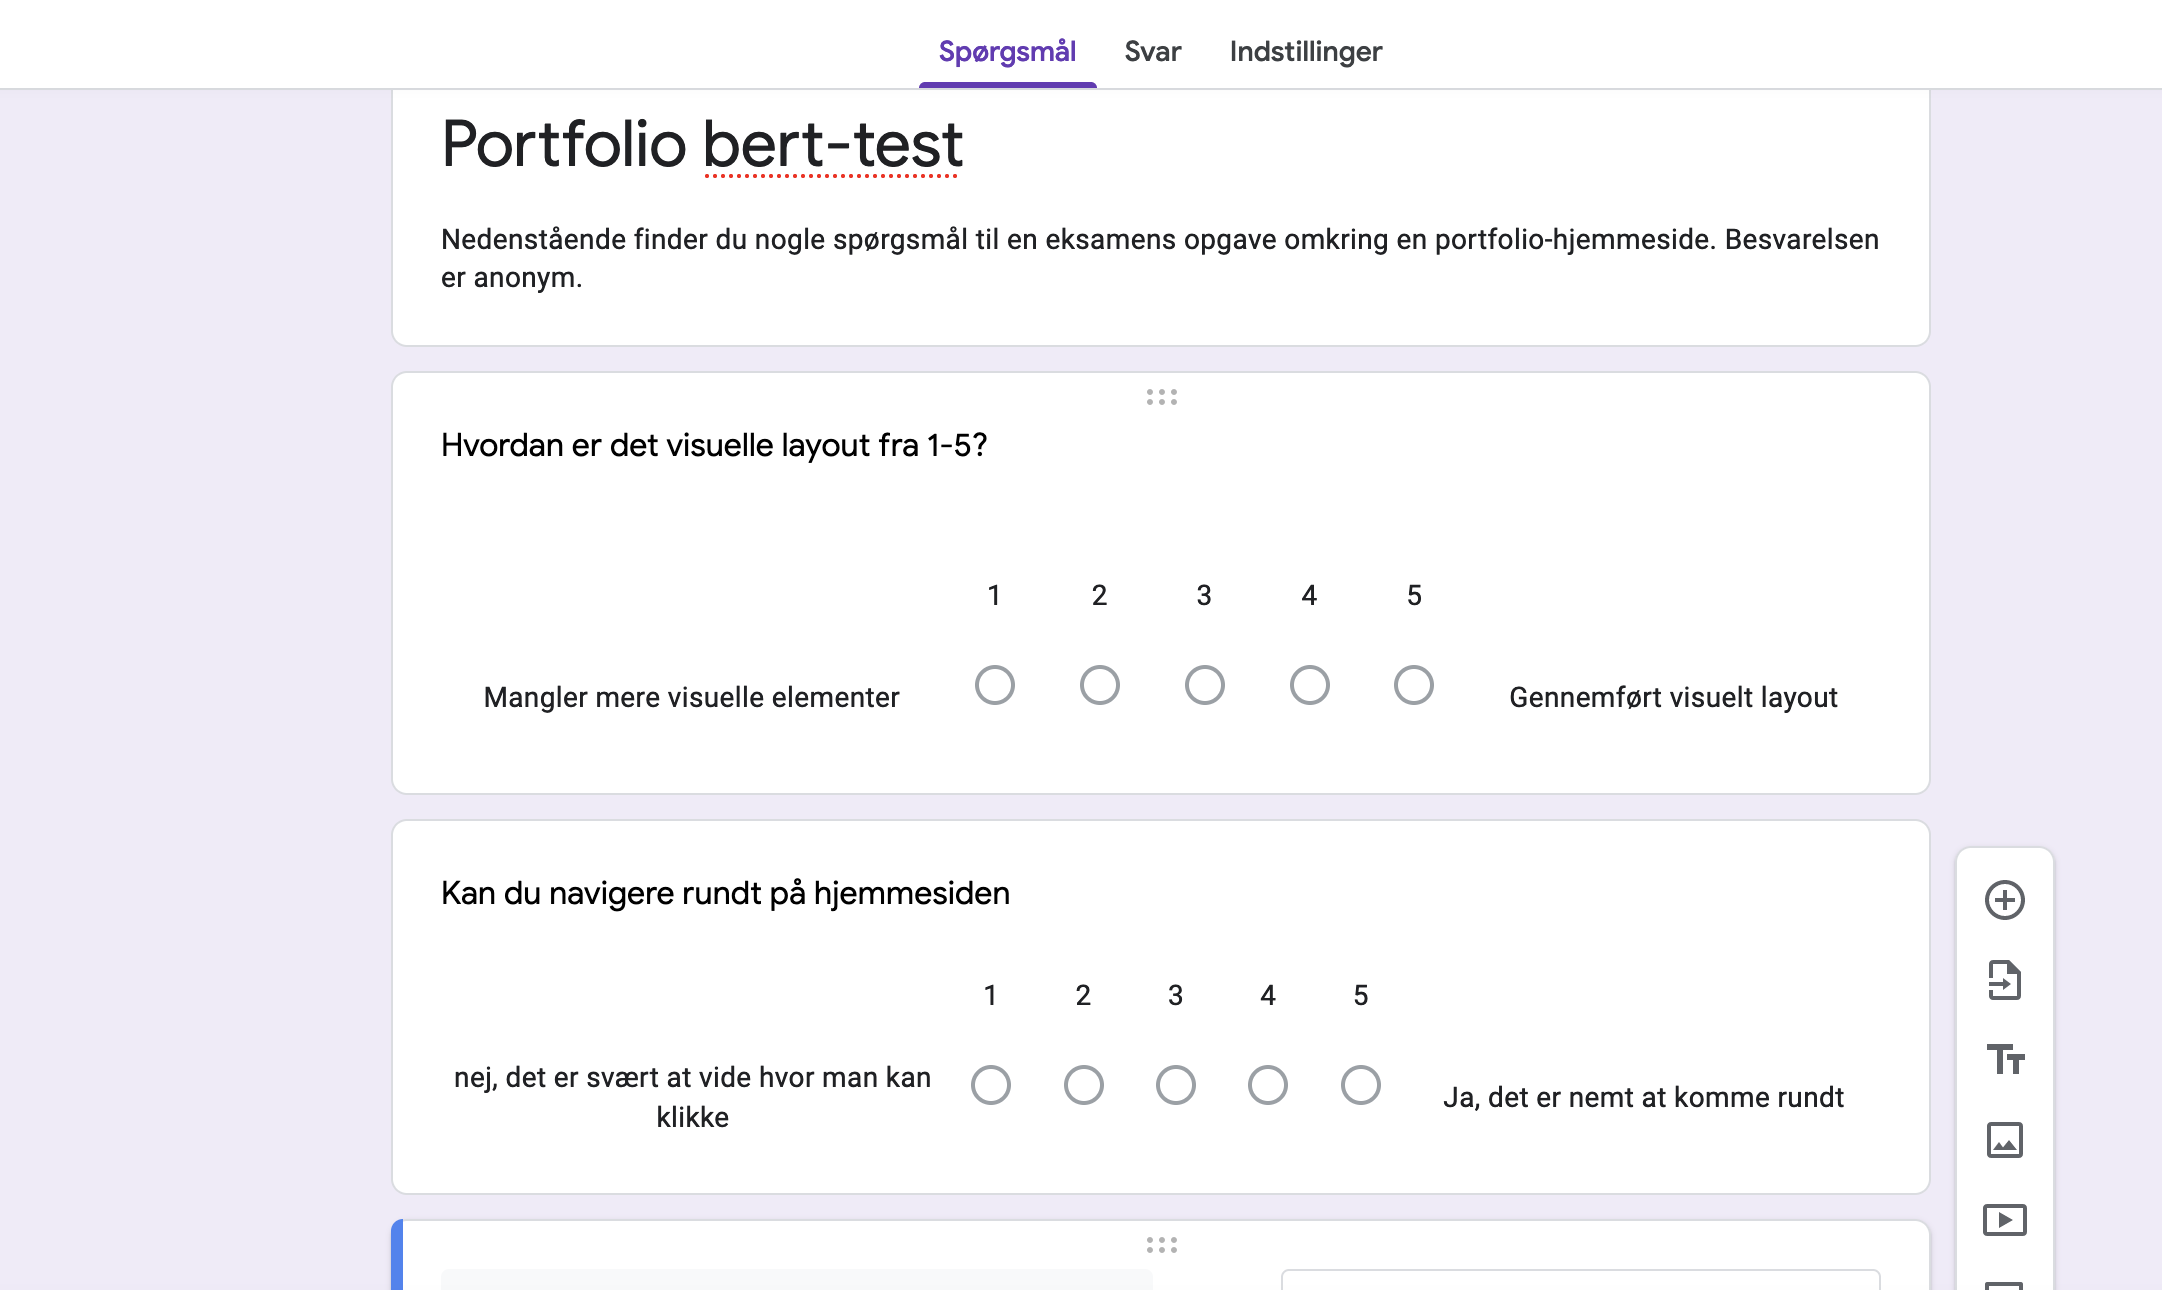 Spørgsmål Svar Indstillinger
Portfolio bert-test
Nedenstående finder du nogle spørgsmål til en eksamens opgave omkring en portfolio-hjemmeside. Besvarelsen
er anonym.
Hvordan er det visuelle layout fra 1-5?
1 2 3 4 5
Mangler mere visuelle elementer Gennemført visuelt layout
Kan du navigere rundt på hjemmesiden
1 2 3 4 5
nej, det er svært at vide hvor man kan
klikke
Ja, det er nemt at komme rundt